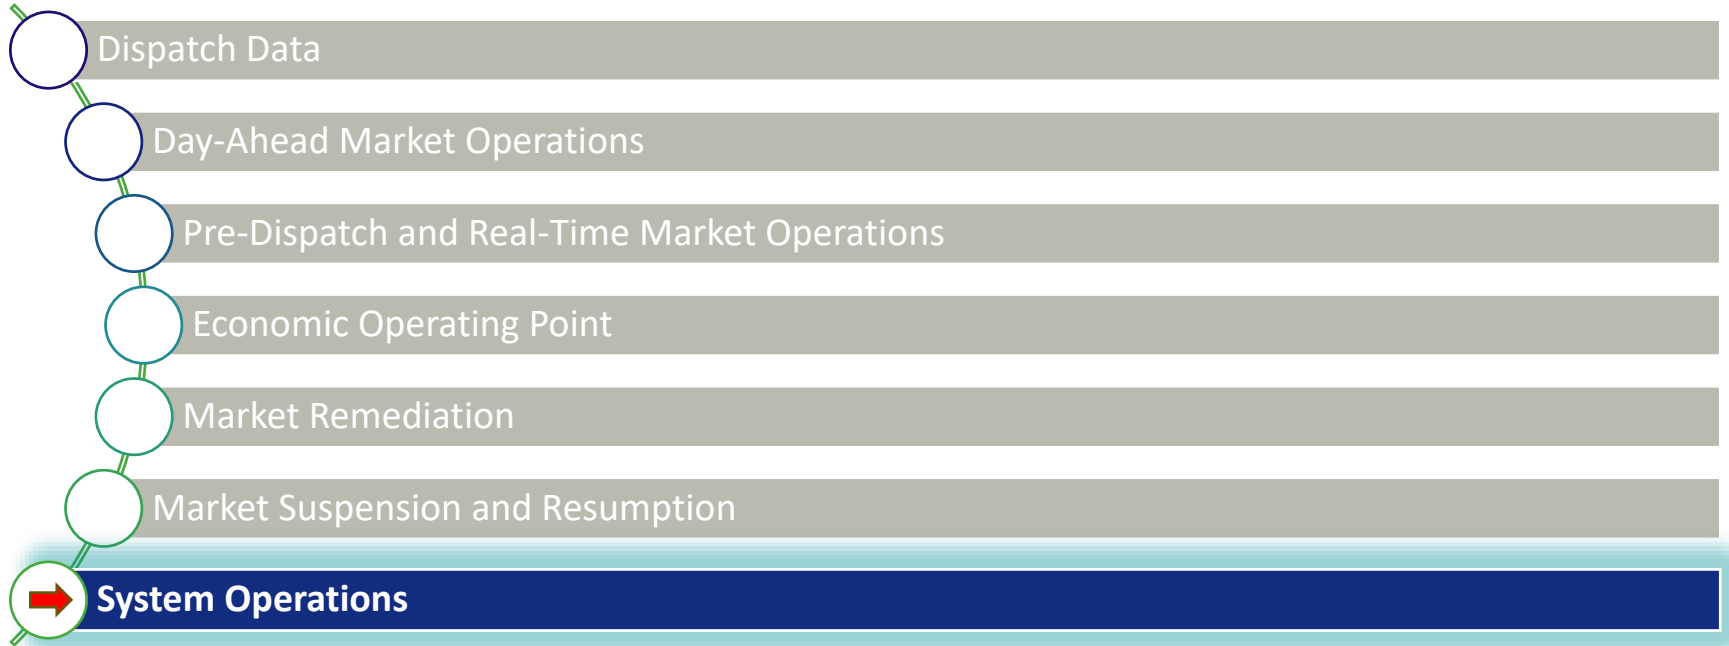 Dispatch Data
Day-Ahead Market Operations
Pre-Dispatch and Real-Time Market Operations
Economic Operating Point
Market Remediation
Market Suspension and Resumption
System Operations